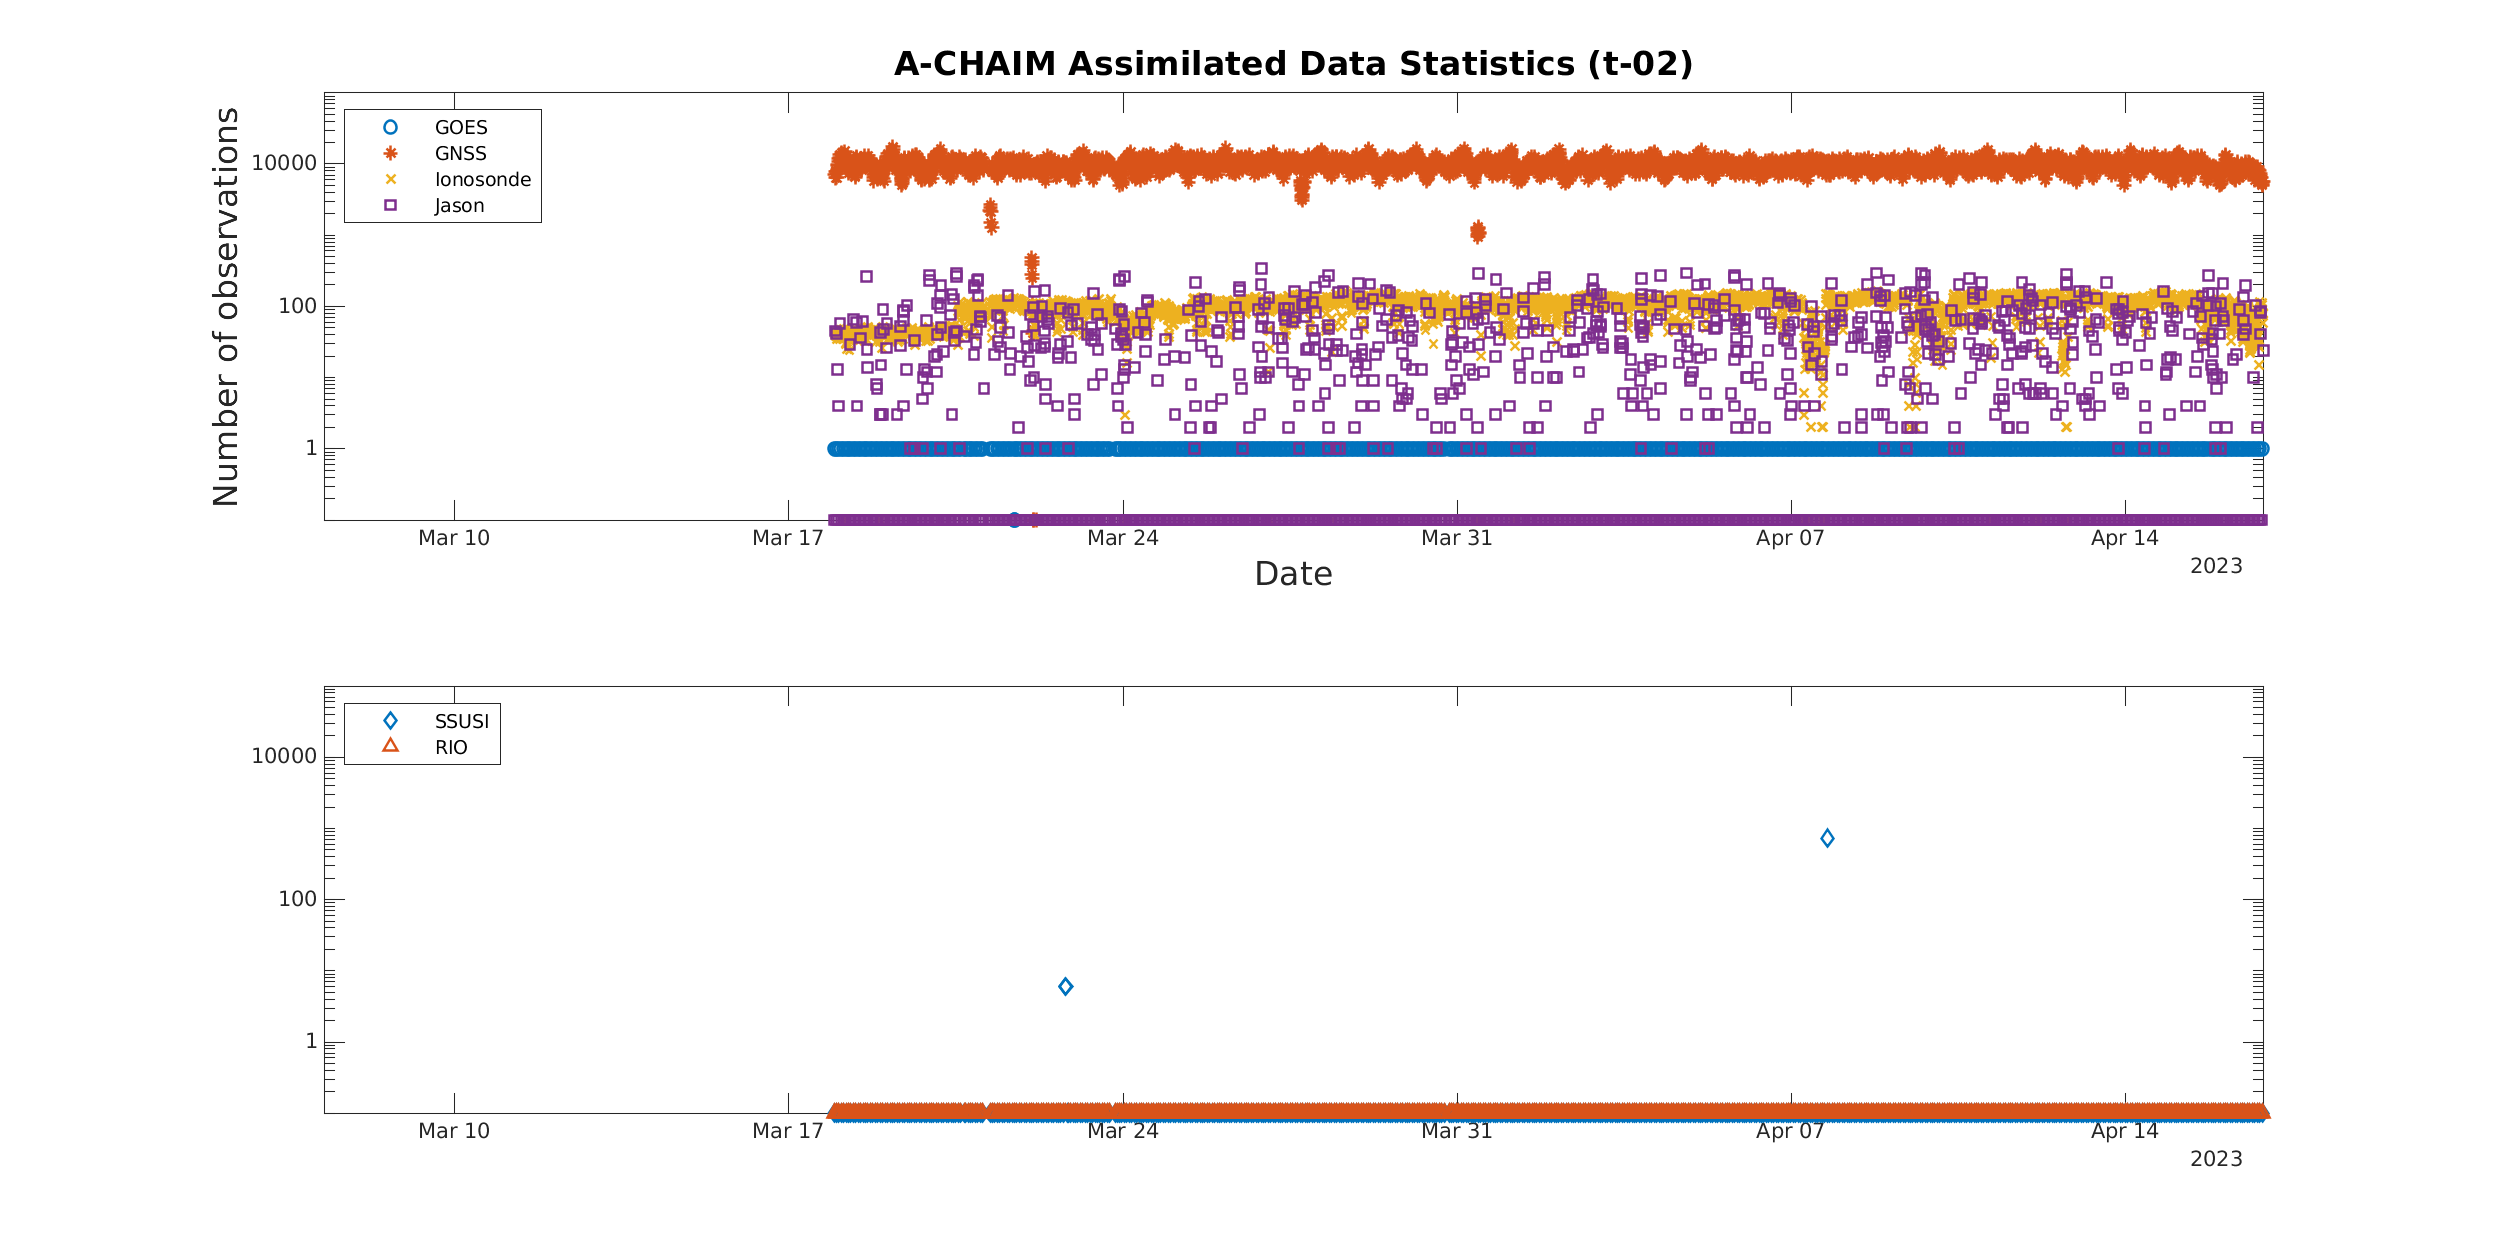 A-CHAIM Assimilated Data Statistics (t-02)
Number of observations
10000
100
1
GOES
GNSS
Ionosonde
Jason
Mar 10 Mar 17 Mar 24 Mar 31 Apr 07 Apr 14
2023
Date
10000
100
1
SSUSI
RIO
Mar 10 Mar 17 Mar 24 Mar 31 Apr 07 Apr 14
2023